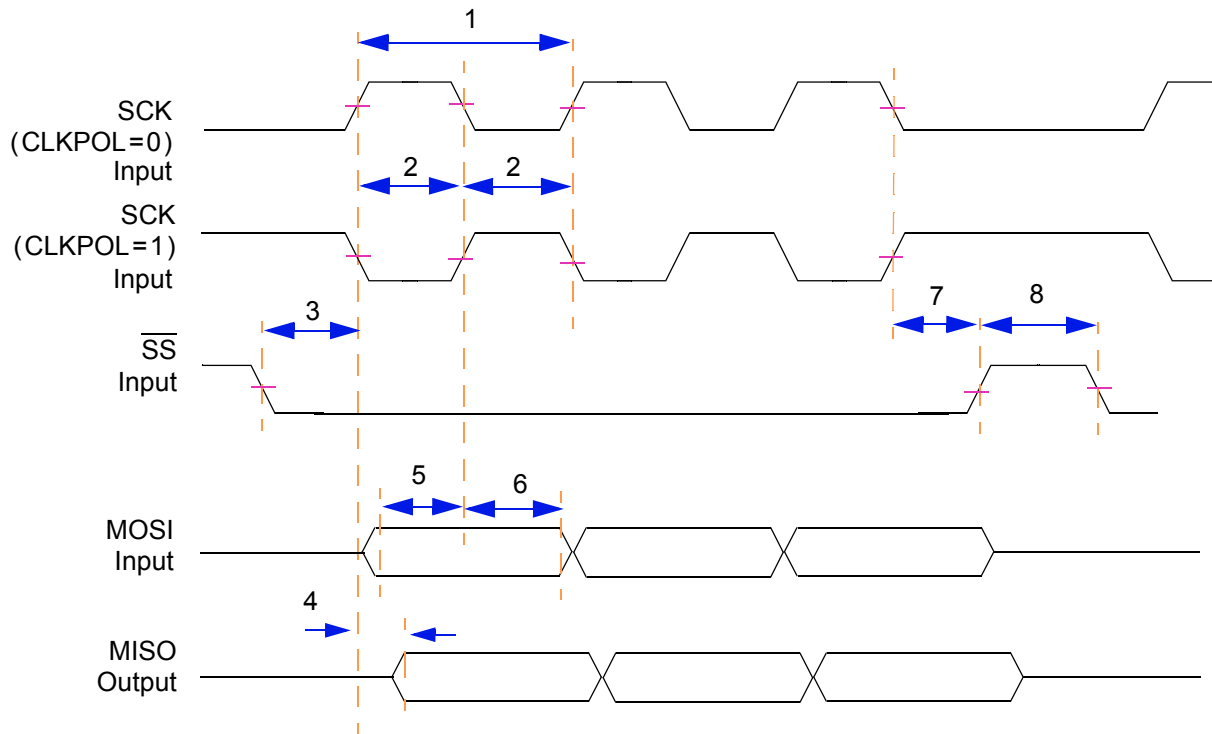 1
SCK
(CLKPOL=0)
Input
2 2
SCK
(CLKPOL=1)
Input
3
7 8
SS
Input
5 6
MOSI
Input
4
MISO
Output